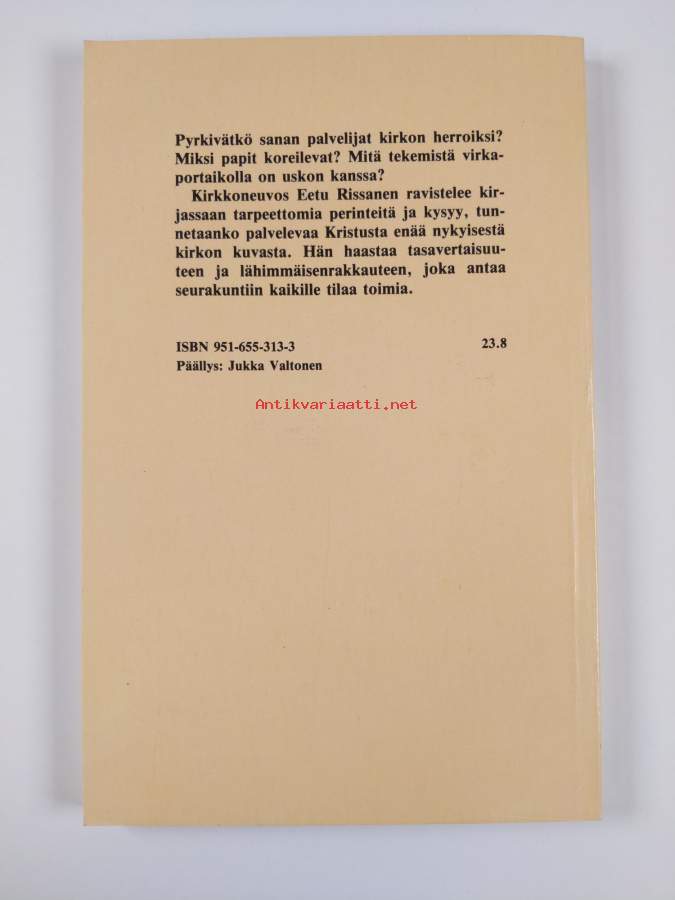 Pyrkivätkö sanan palvelijat kirkon herroiksi?
Miksi papit koreilevat? Mitä tekemistä virka-
portaikolla on uskon kanssa?
Kirkkoneuvos Eetu Rissanen ravistelee kir-
jassaan tarpeettomia perinteitä ja kysyy, tun-
netaanko palvelevaa Kristusta enää nykyisestä
kirkon kuvasta. Hän haastaa tasavertaisuu-
teen ja lähimmäisenrakkauteen, joka antaa
seurakuntiin kaikille tilaa toimia.
ISBN 951-655-313-3 23.8
Päällys: Jukka Valtonen
Antikvariaatti.net